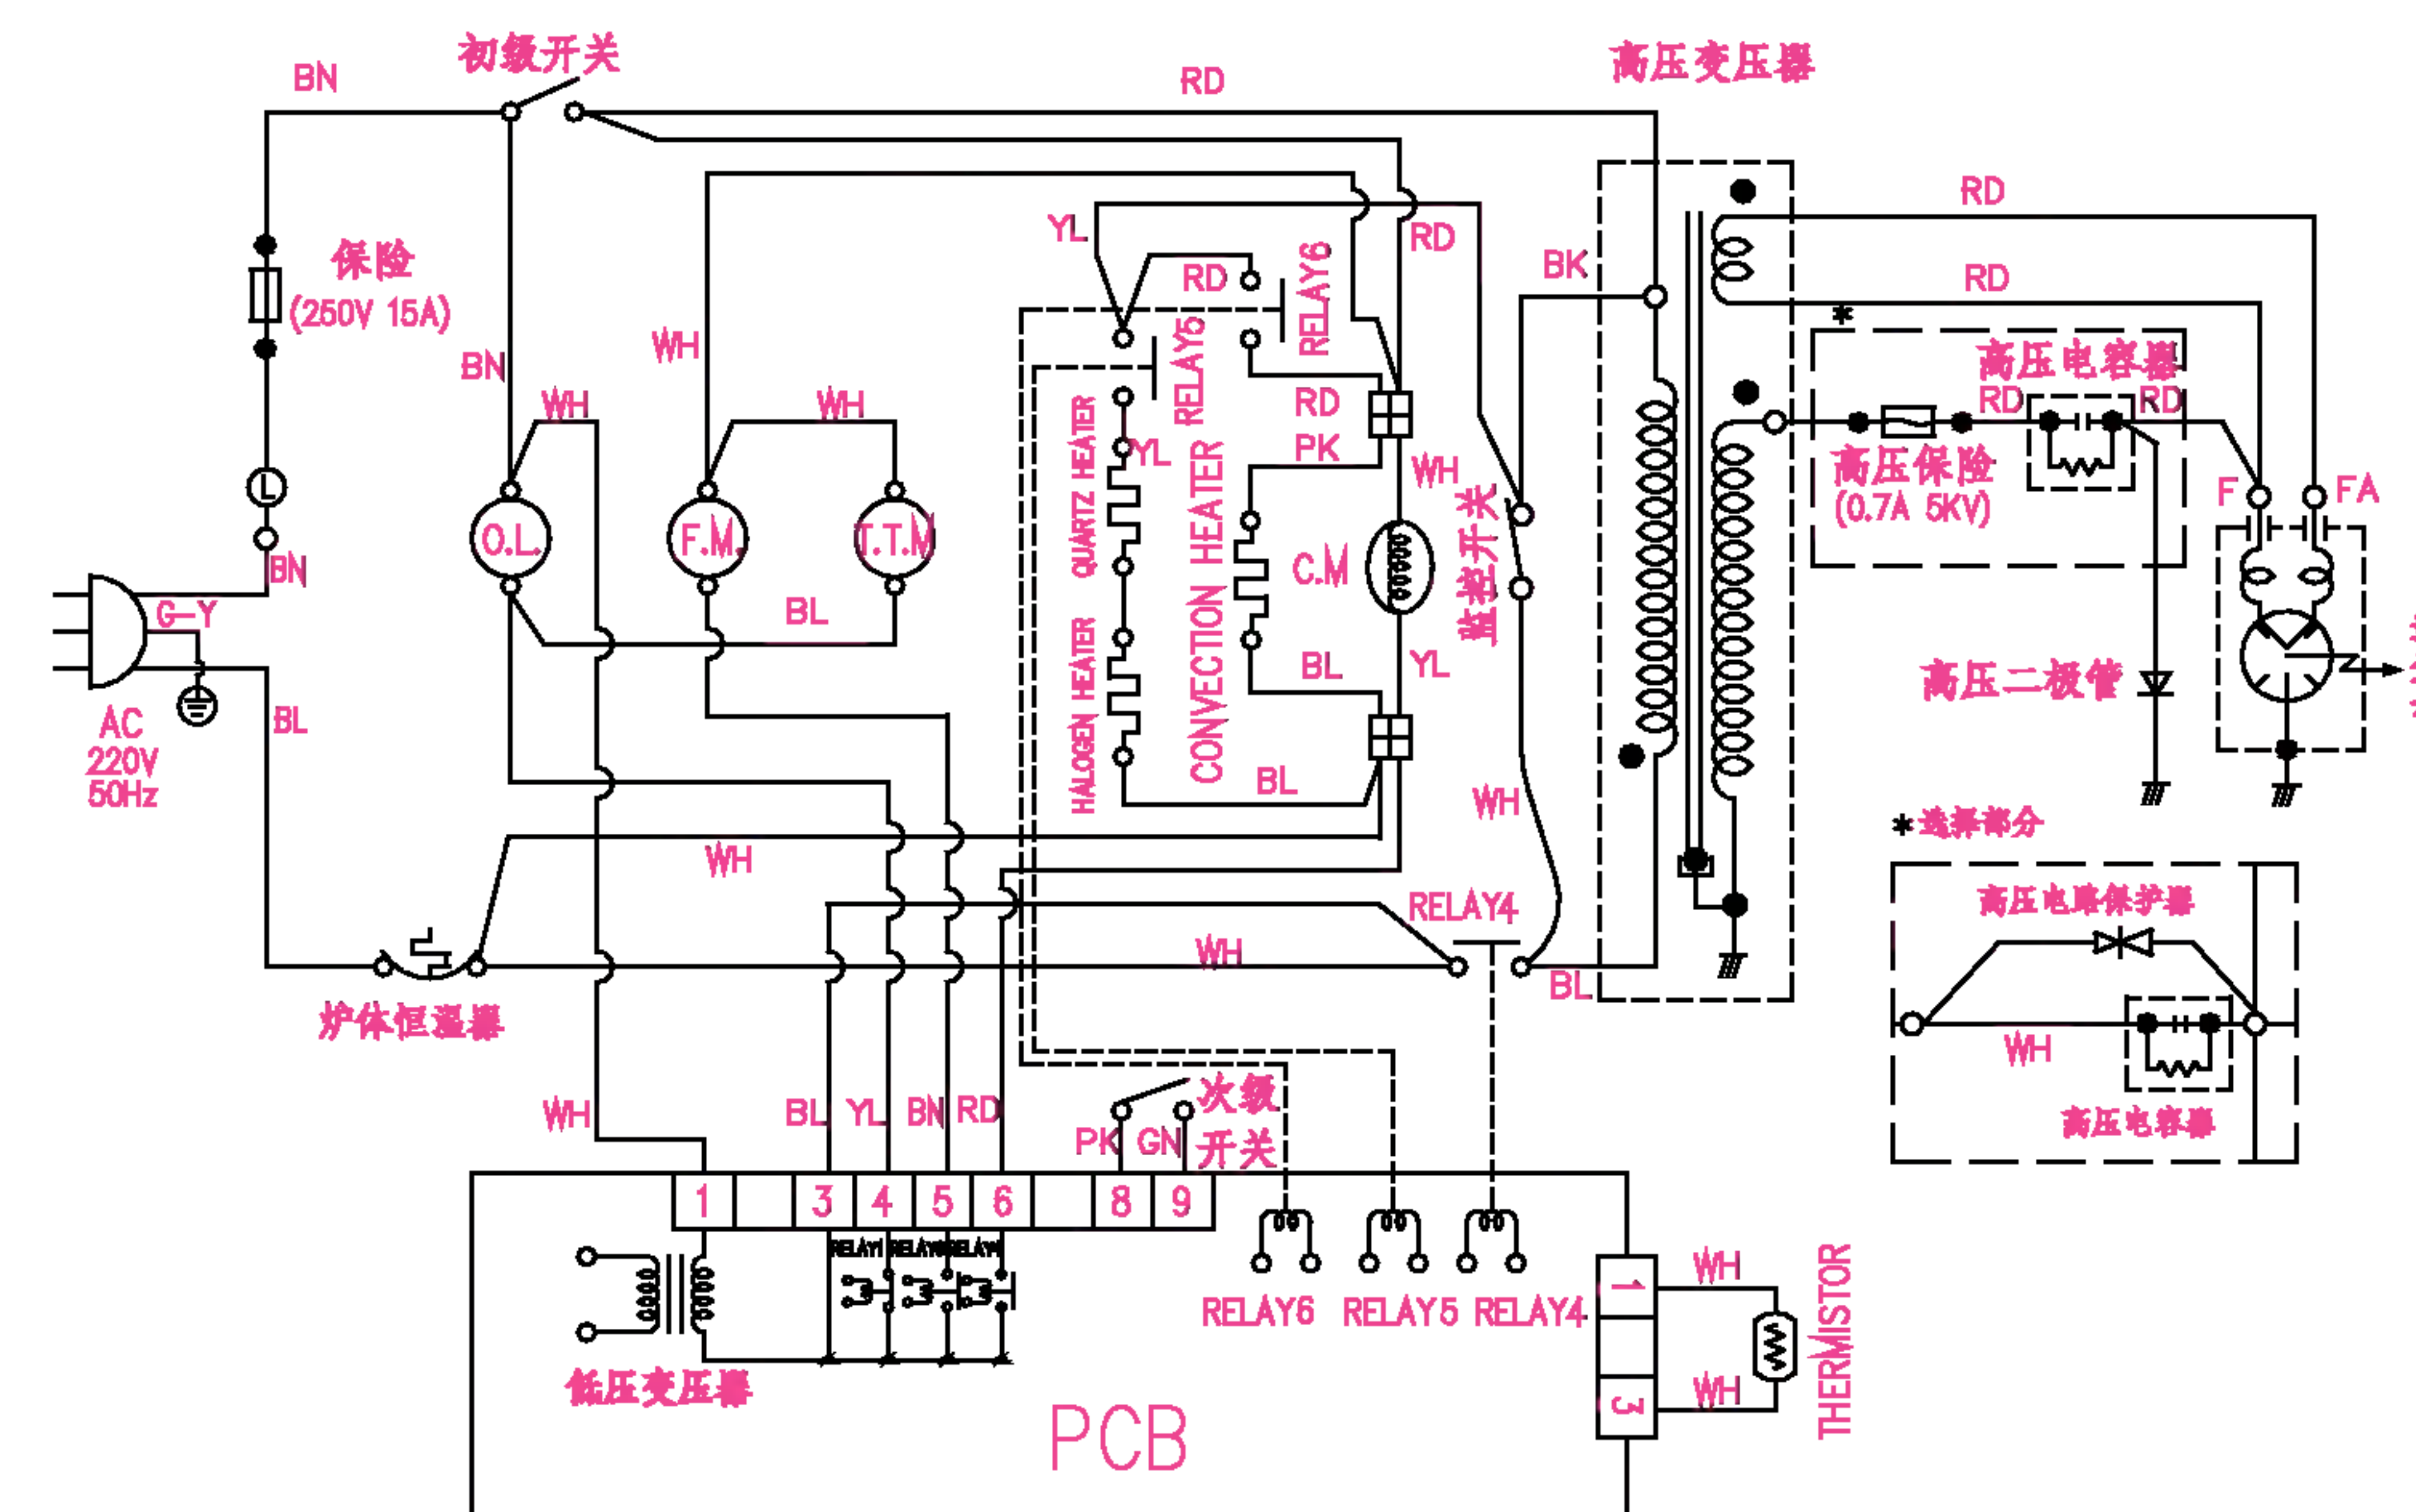 初级开关
BN
RD
高压变压器
RD
YL
RD
RD
RELAY6
BK
RD
*
保险
(250V 15A)
RELAY5
WH
BN
高压电容器
RD
RD
WH
WH
RD
PK
YL
WH
高压保险
(0.7A 5KV)
F
FA
L
QUARTZ HEATER
CONVECTION HEATER
监控开关
O.L.
F.M.
T.T.M
C.M
BN
G-Y
BL
HALOGEN HEATER
BL
YL
高压二极管
AC
220V
50Hz
BL
BL
WH
*选择部分
WH
RELAY4
高压电路保护器
WH
BL
炉体恒温器
WH
高压电容器
WH
BL
YL
BN
RD
PK
GN
次级
开关
1
3
4
5
6
8
9
RELAY1
RELAY6
RELAY5
RELAY4
1
3
WH
WH
THERMISTOR
低压变压器
PCB